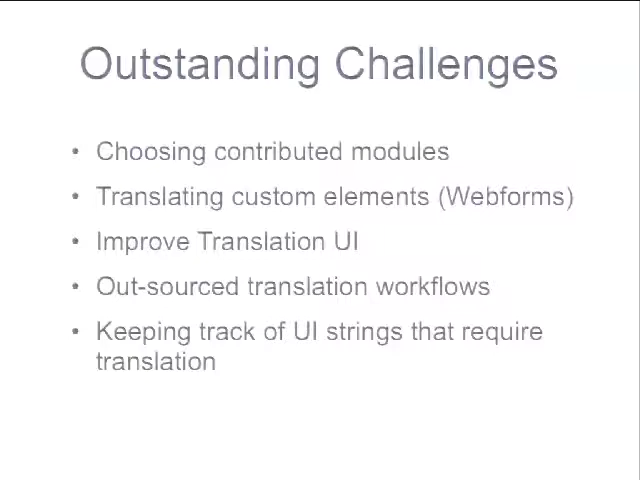 Outstanding Challenges
• Choosing contributed modules
• Translating custom elements (Webforms)
• Improve Translation UI
• Out-sourced translation workflows
• Keeping track of UI strings that require
translation